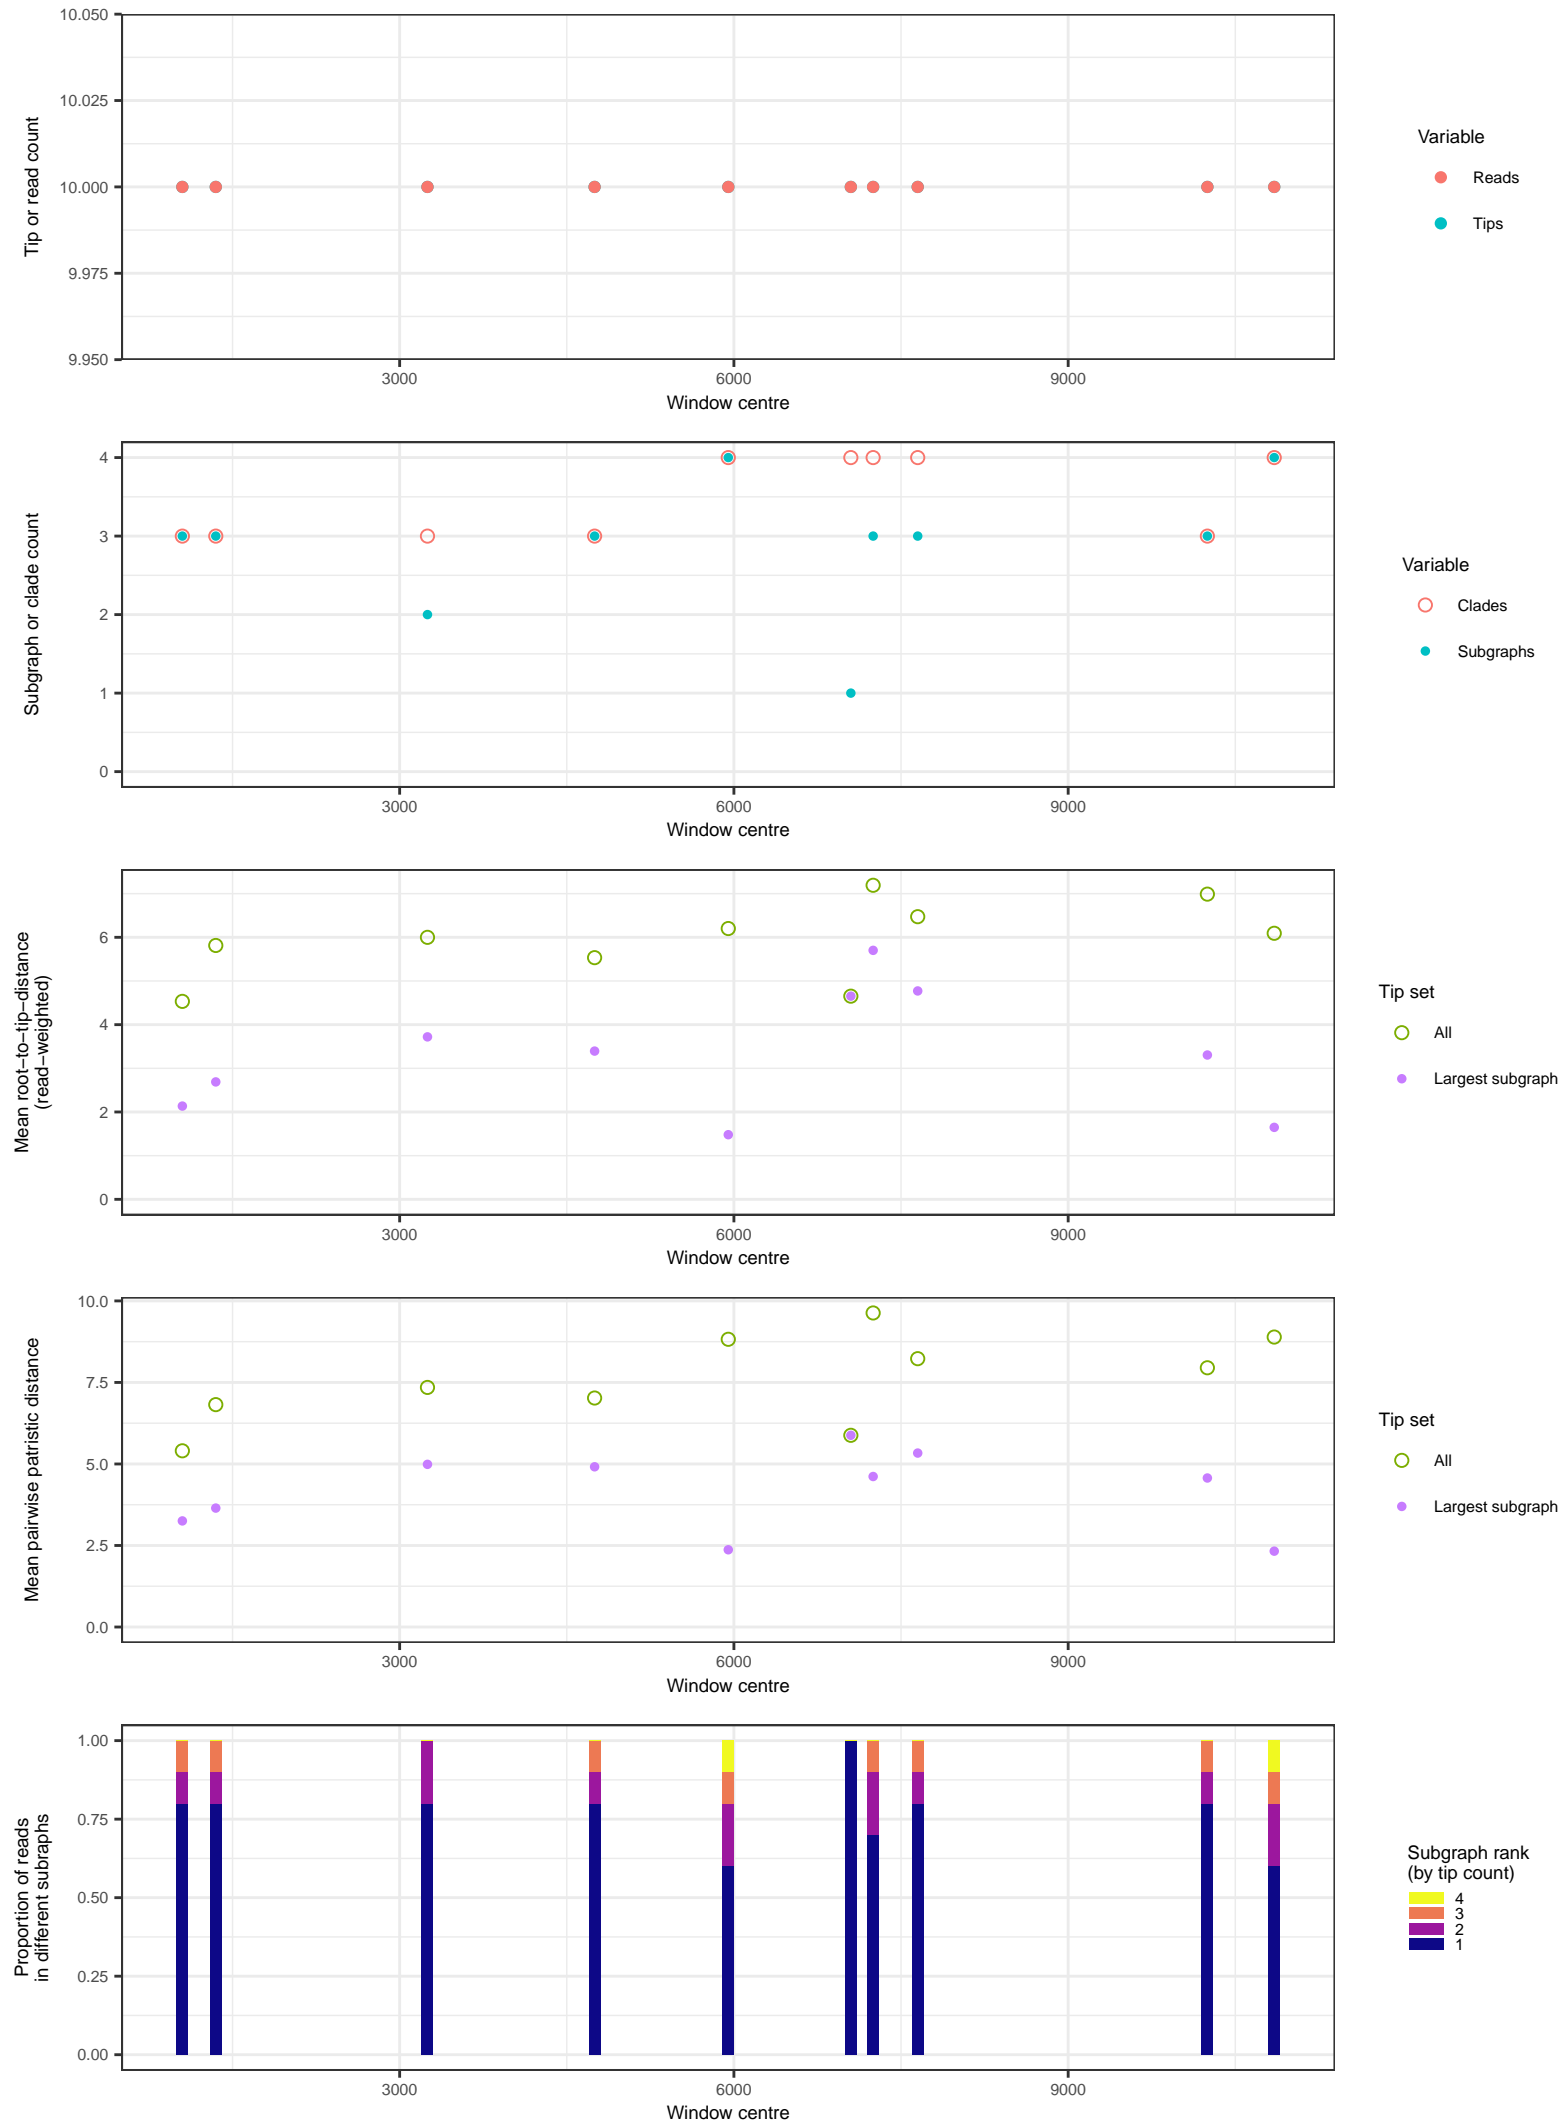 10.050
10.025
10.000
9.975
9.950
Tip or read count
3000 6000 9000
Window centre
Variable
Reads
Tips
4
3
2
1
0
Subgraph or clade count
3000 6000 9000
Window centre
Variable
Clades
Subgraphs
6
4
2
0
Mean root−to−tip−distance
(read−weighted)
3000 6000 9000
Window centre
Tip set
All
Largest subgraph
10.0
7.5
5.0
2.5
0.0
Mean pairwise patristic distance
3000 6000 9000
Window centre
Tip set
All
Largest subgraph
1.00
0.75
0.50
0.25
0.00
Proportion of reads
in different subraphs
3000 6000 9000
Window centre
Subgraph rank
(by tip count)
4
3
2
1